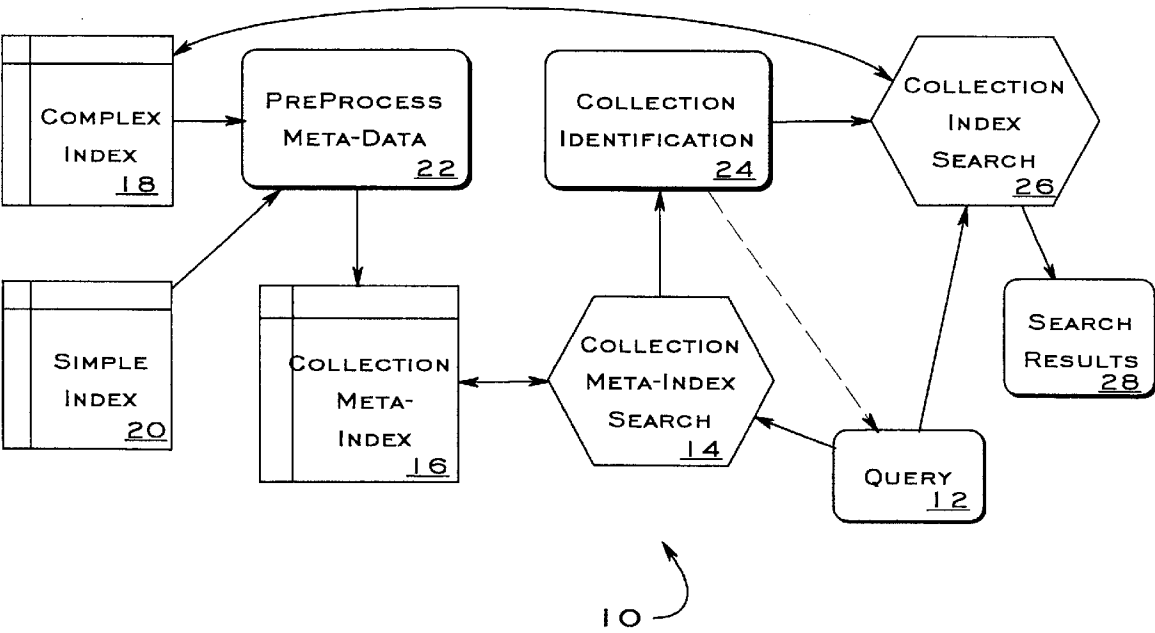 COMPLEX
INDEX
18
PREPROCESS
META-DATA
22
COLLECTION
IDENTIFICATION
24
COLLECTION
INDEX
SEARCH
26
SIMPLE
INDEX
20
COLLECTION
META-
INDEX
16
COLLECTION
META-INDEX
SEARCH
14
QUERY
12
SEARCH
RESULTS
28
10